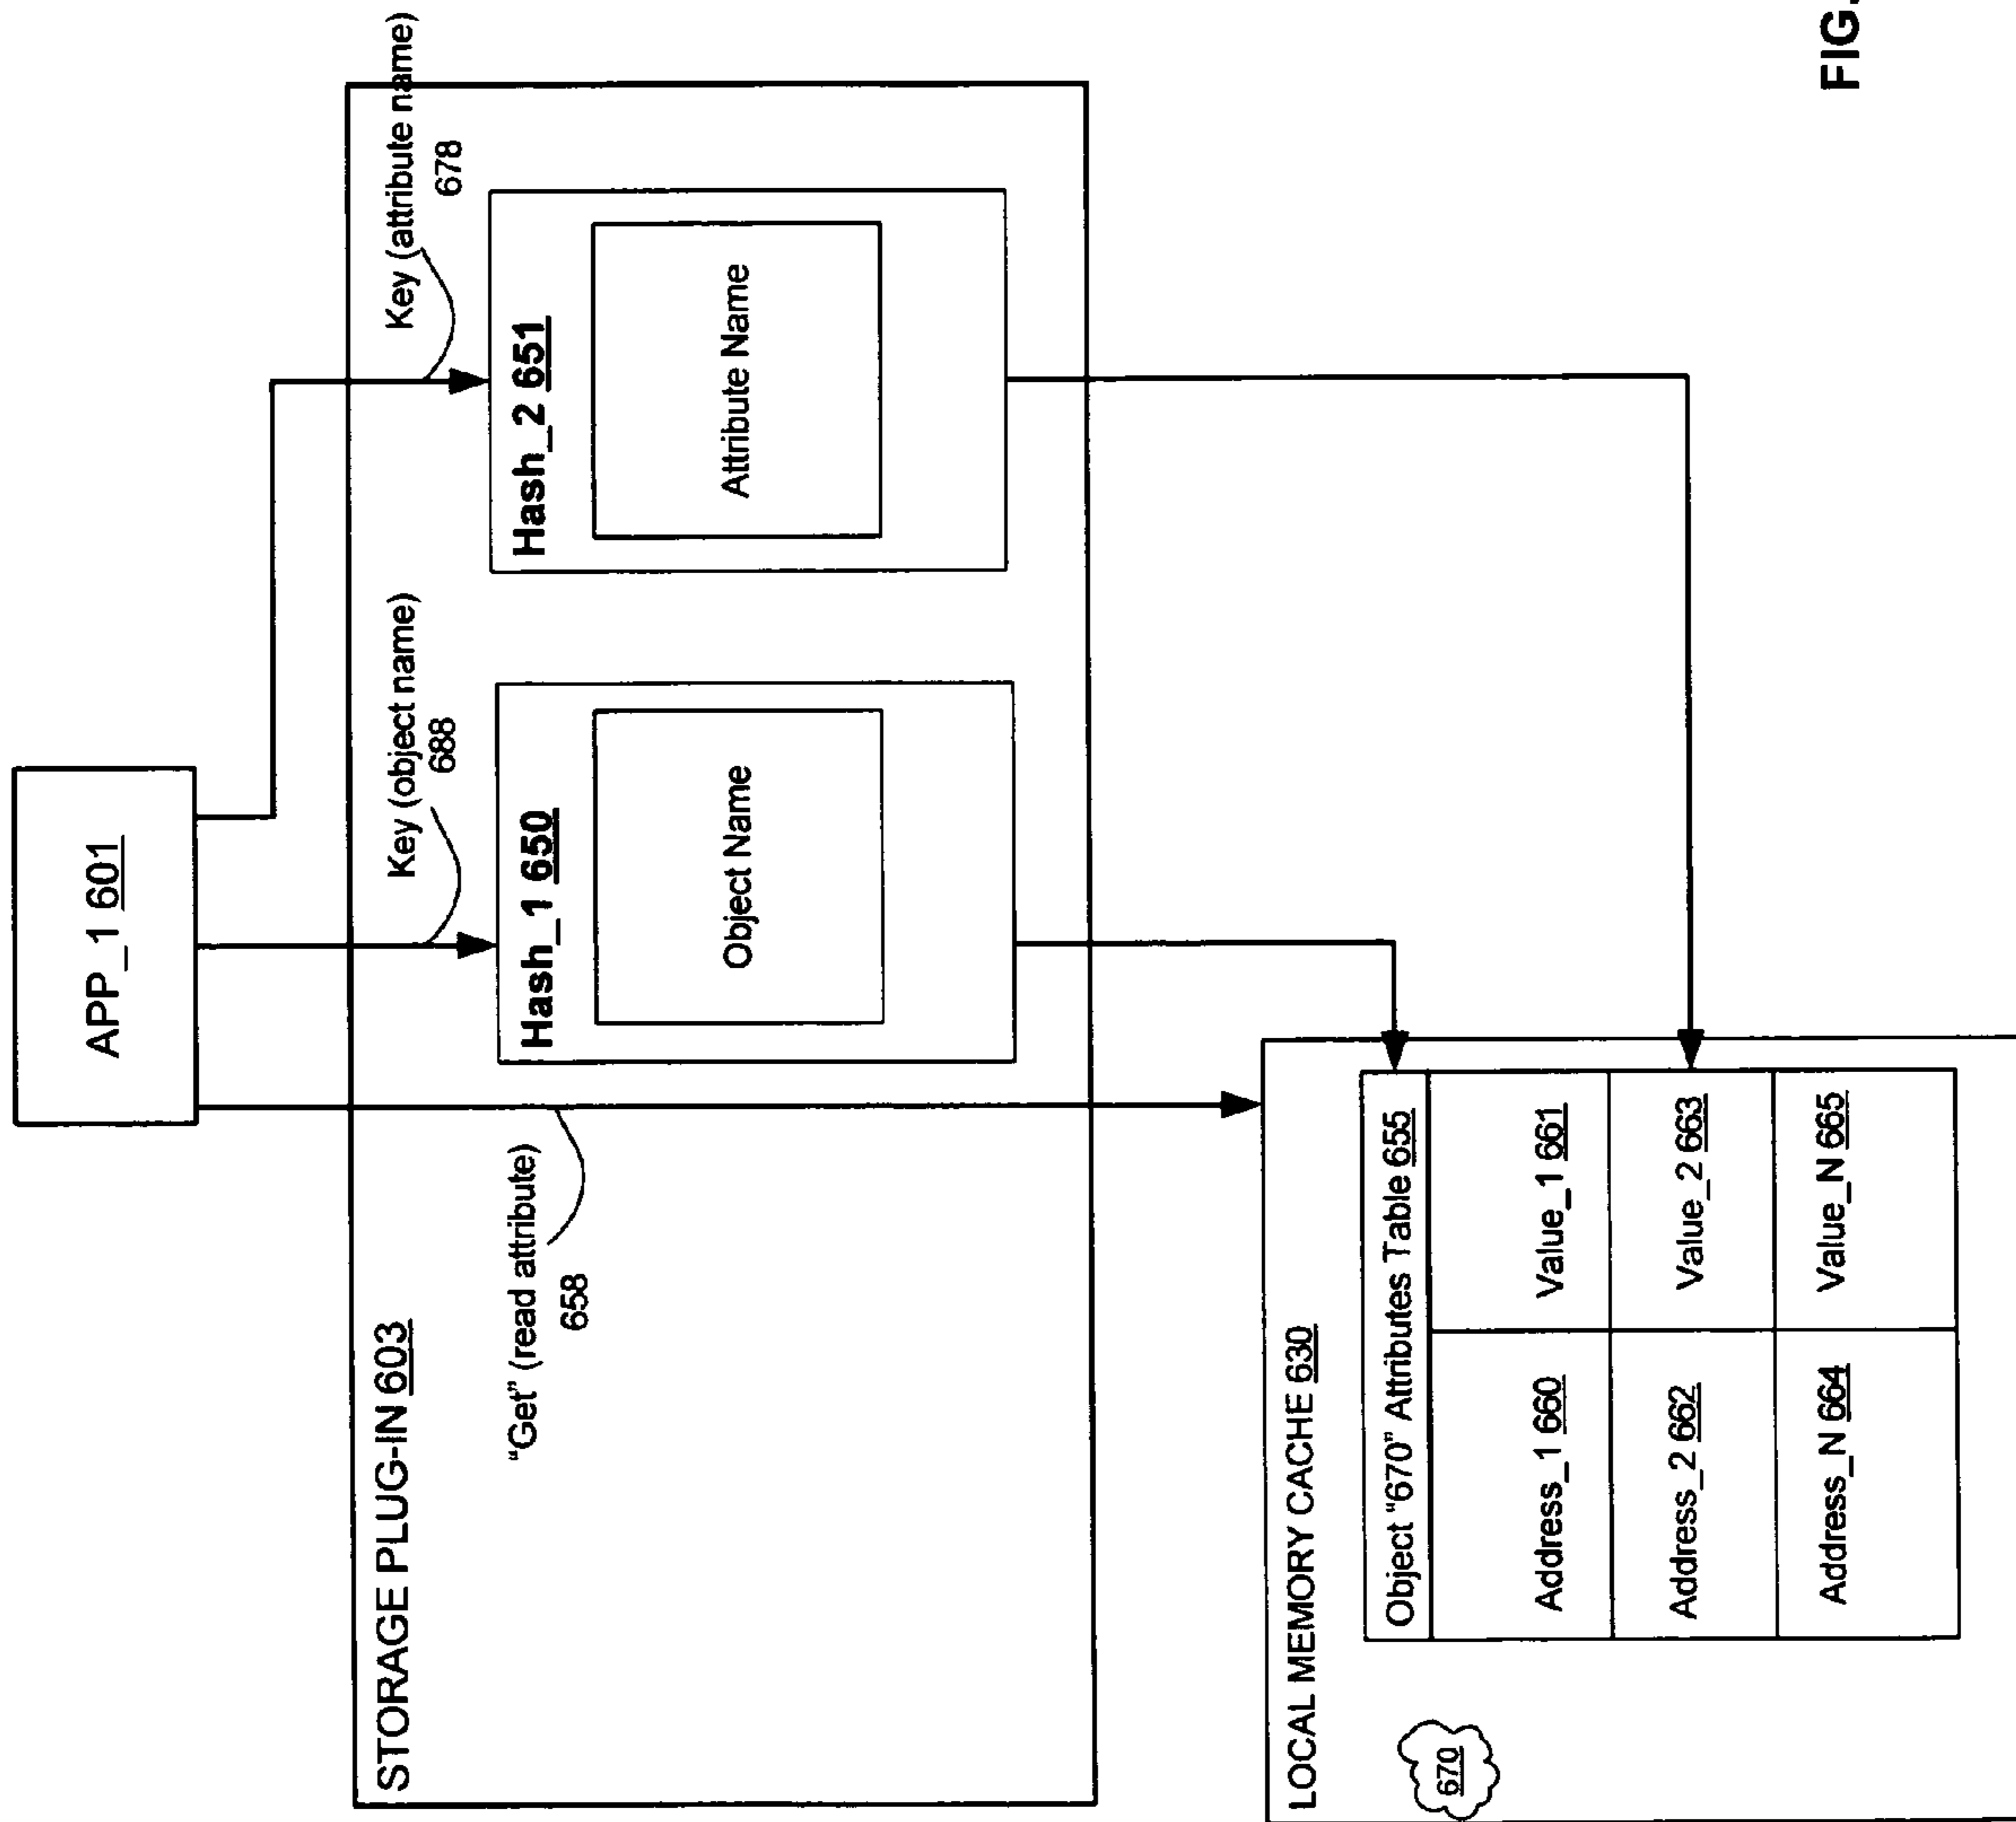 APP_1 601
Key (attribute name)
678
Key (object name)
688
STORAGE PLUG-IN 603
"Get" (read attribute)
658
Hash_1 650
Object Name
Hash_2 651
Attribute Name
LOCAL MEMORY CACHE 630
670
Object "670" Attributes Table 655
Address_1 660
Value_1 661
Address_2 662
Value_2 663
Address_N 664
Value_N 665
FIG.